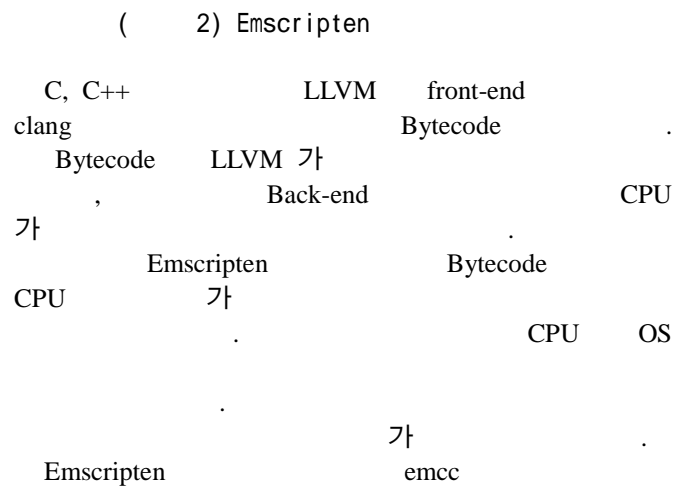 ( 2) Emscripten
C, C++ LLVM front-end
clang Bytecode .
Bytecode LLVM 가
, Back-end CPU
가 .
Emscripten Bytecode
CPU 가
. CPU OS
.
가 .
Emscripten emcc